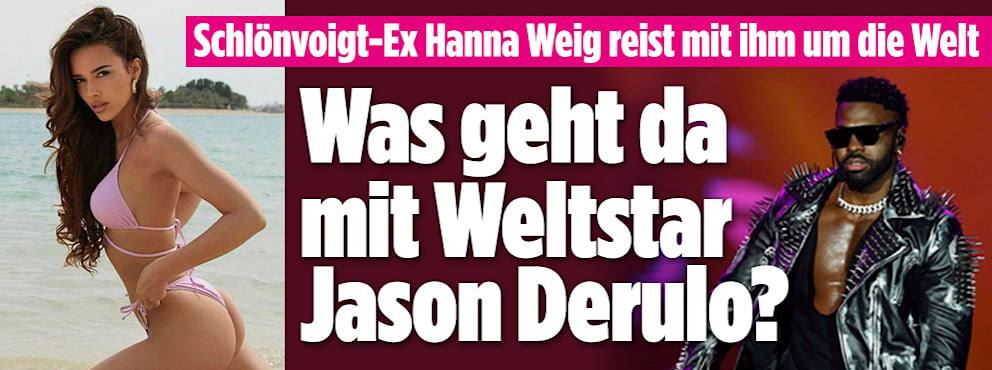 Schlönvoigt-Ex Hanna Weig reist mit ihm um die Welt
Was geht da
mit Weltstar
Jason Derulo?